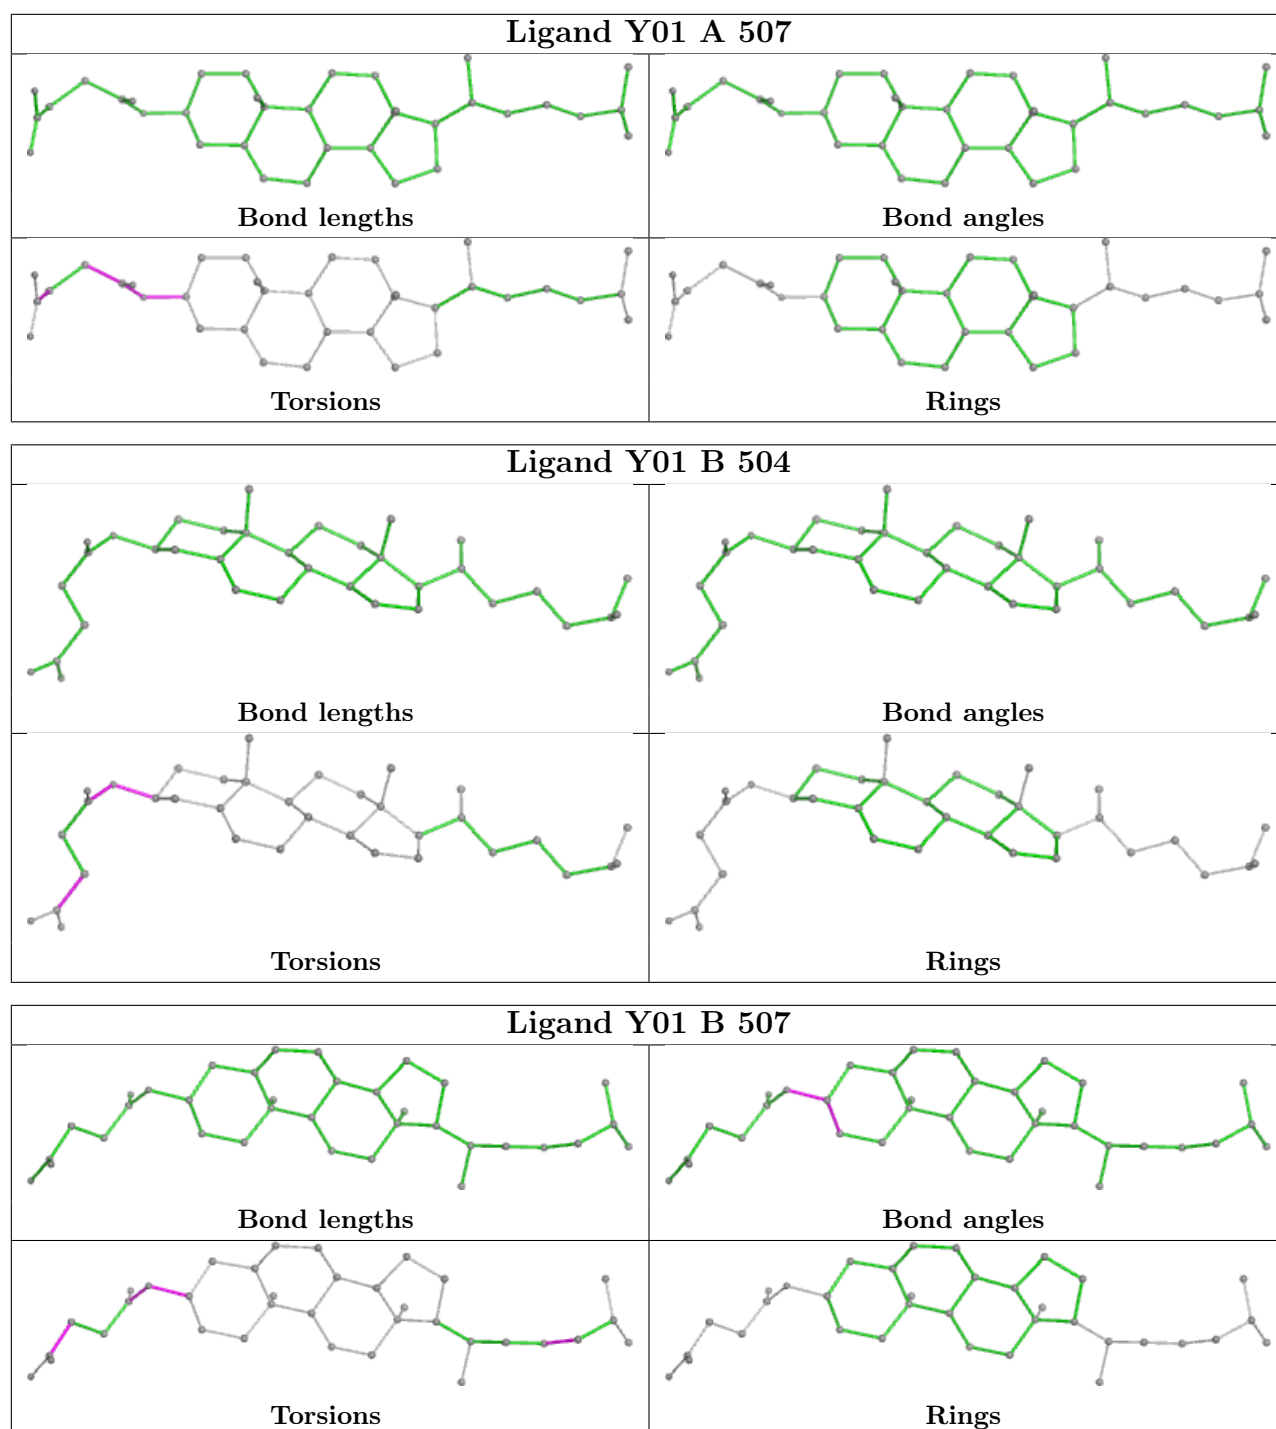 Ligand Y01 A 507
Bond lengths
Bond angles
Torsions
Rings
Ligand Y01 B 504
Bond lengths
Bond angles
Torsions
Rings
Ligand Y01 B 507
Bond lengths
Bond angles
Torsions
Rings